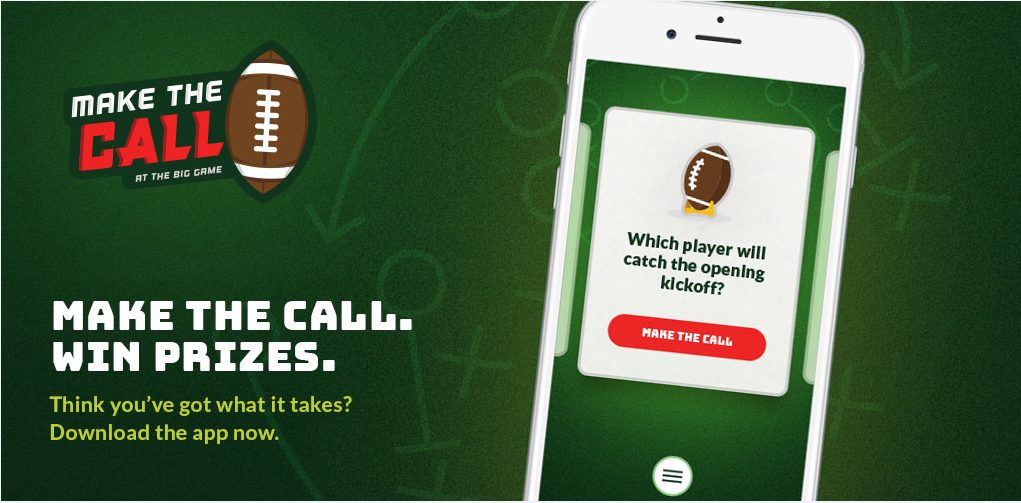 MAKE THE
CALL
AT THE BIG GAME
MAKE THE CALL.
WIN PRIZES.
Think you've got what it takes?
Download the app now.
Which player will
catch the opening
kickoff?
MAKE THE CALL